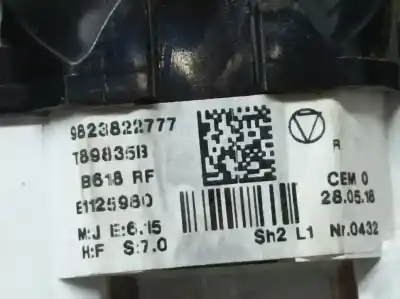 9823822777
T89835B
B618 RF
E1125980
M:J E:6.15
H:F S:7.0
Sh2 L1
R
CEM 0
28.05.18
Nr.0432